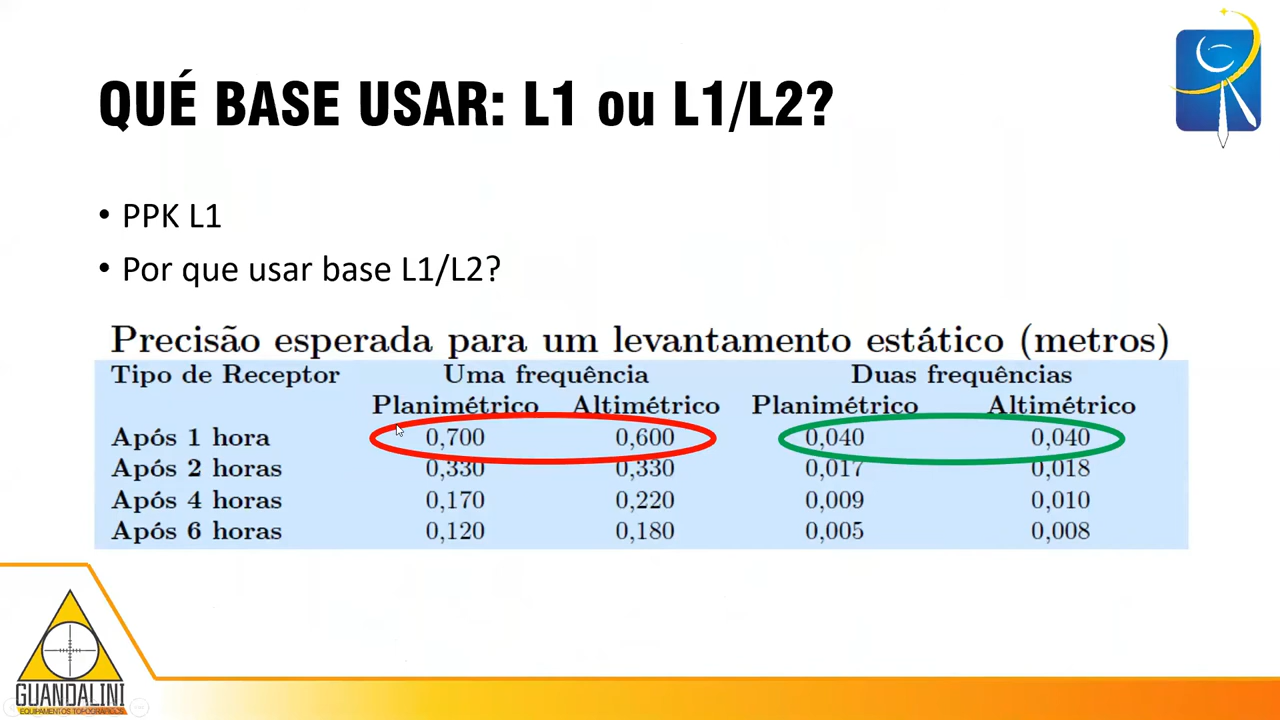 QUÉ BASE USAR: L1 ou L1/L2?
• PPK L1
• Por que usar base L1/L2?
Precisão esperada para um levantamento estático (metros)
Tipo de Receptor Uma frequência Duas frequências
Planimétrico Altimétrico Planimétrico Altimétrico
Após 1 hora 0,700 0,600 0,040 0,040
Após 2 horas 0,330 0,330 0,017 0,018
Após 4 horas 0,170 0,220 0,009 0,010
Após 6 horas 0,120 0,180 0,005 0,008
GUANDALINI
EQUIPAMENTOS TOPOGRÁFICOS